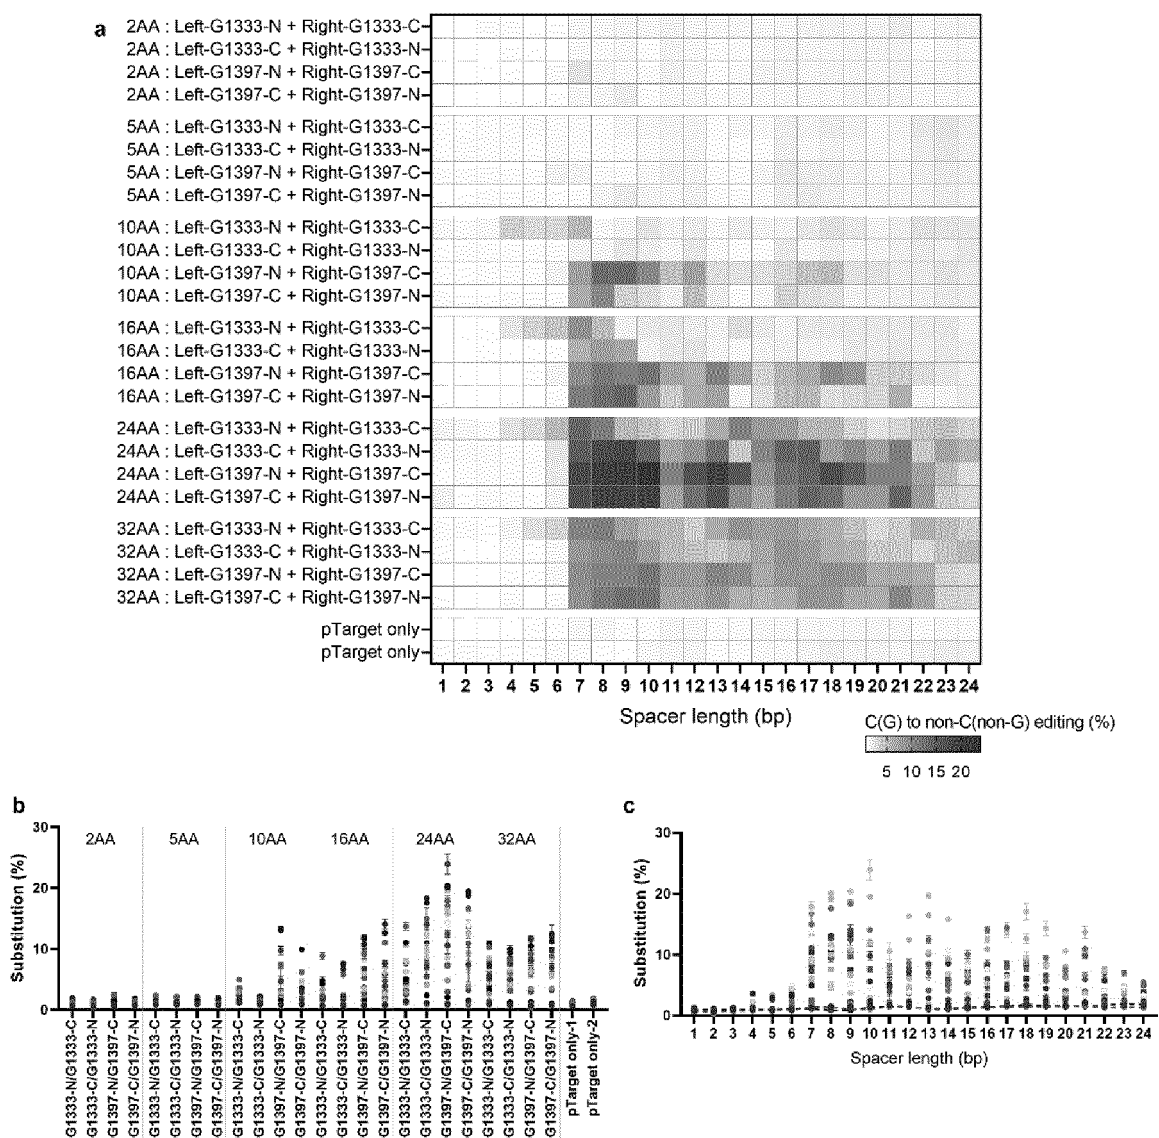 a
2AA : Left-G1333-N + Right-G1333-C
2AA : Left-G1333-C + Right-G1333-N
2AA : Left-G1397-N + Right-G1397-C
2AA : Left-G1397-C + Right-G1397-N
5AA : Left-G1333-N + Right-G1333-C
5AA : Left-G1333-C + Right-G1333-N
5AA : Left-G1397-N + Right-G1397-C
5AA : Left-G1397-C + Right-G1397-N
10AA : Left-G1333-N + Right-G1333-C
10AA : Left-G1333-C + Right-G1333-N
10AA : Left-G1397-N + Right-G1397-C
10AA : Left-G1397-C + Right-G1397-N
16AA : Left-G1333-N + Right-G1333-C
16AA : Left-G1333-C + Right-G1333-N
16AA : Left-G1397-N + Right-G1397-C
16AA : Left-G1397-C + Right-G1397-N
24AA : Left-G1333-N + Right-G1333-C
24AA : Left-G1333-C + Right-G1333-N
24AA : Left-G1397-N + Right-G1397-C
24AA : Left-G1397-C + Right-G1397-N
32AA : Left-G1333-N + Right-G1333-C
32AA : Left-G1333-C + Right-G1333-N
32AA : Left-G1397-N + Right-G1397-C
32AA : Left-G1397-C + Right-G1397-N
pTarget only
pTarget only
1 2 3 4 5 6 7 8 9 10 11 12 13 14 15 16 17 18 19 20 21 22 23 24
Spacer length (bp)
C(G) to non-C(non-G) editing (%)
5 10 15 20
b
Substitution (%)
30
20
10
0
2AA 5AA 10AA 16AA 24AA 32AA
G1333-N/G1333-C
G1333-C/G1333-N
G1397-N/G1397-C
G1397-C/G1397-N
G1333-N/G1333-C
G1333-C/G1333-N
G1397-N/G1397-C
G1397-C/G1397-N
G1333-N/G1333-C
G1333-C/G1333-N
G1397-N/G1397-C
G1397-C/G1397-N
G1333-N/G1333-C
G1333-C/G1333-N
G1397-N/G1397-C
G1397-C/G1397-N
G1333-N/G1333-C
G1333-C/G1333-N
G1397-N/G1397-C
G1397-C/G1397-N
G1333-N/G1333-C
G1333-C/G1333-N
G1397-N/G1397-C
G1397-C/G1397-N
pTarget only-1
pTarget only-2
c
Substitution (%)
30
20
10
0
1 2 3 4 5 6 7 8 9 10 11 12 13 14 15 16 17 18 19 20 21 22 23 24
Spacer length (bp)